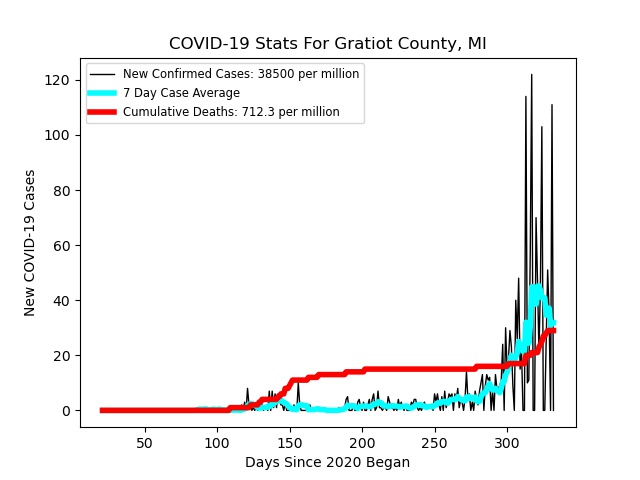 COVID-19 Stats For Gratiot County, MI
New Confirmed Cases: 38500 per million
7 Day Case Average
Cumulative Deaths: 712.3 per million
New COVID-19 Cases
120
100
80
60
40
20
0
50 100 150 200 250 300
Days Since 2020 Began